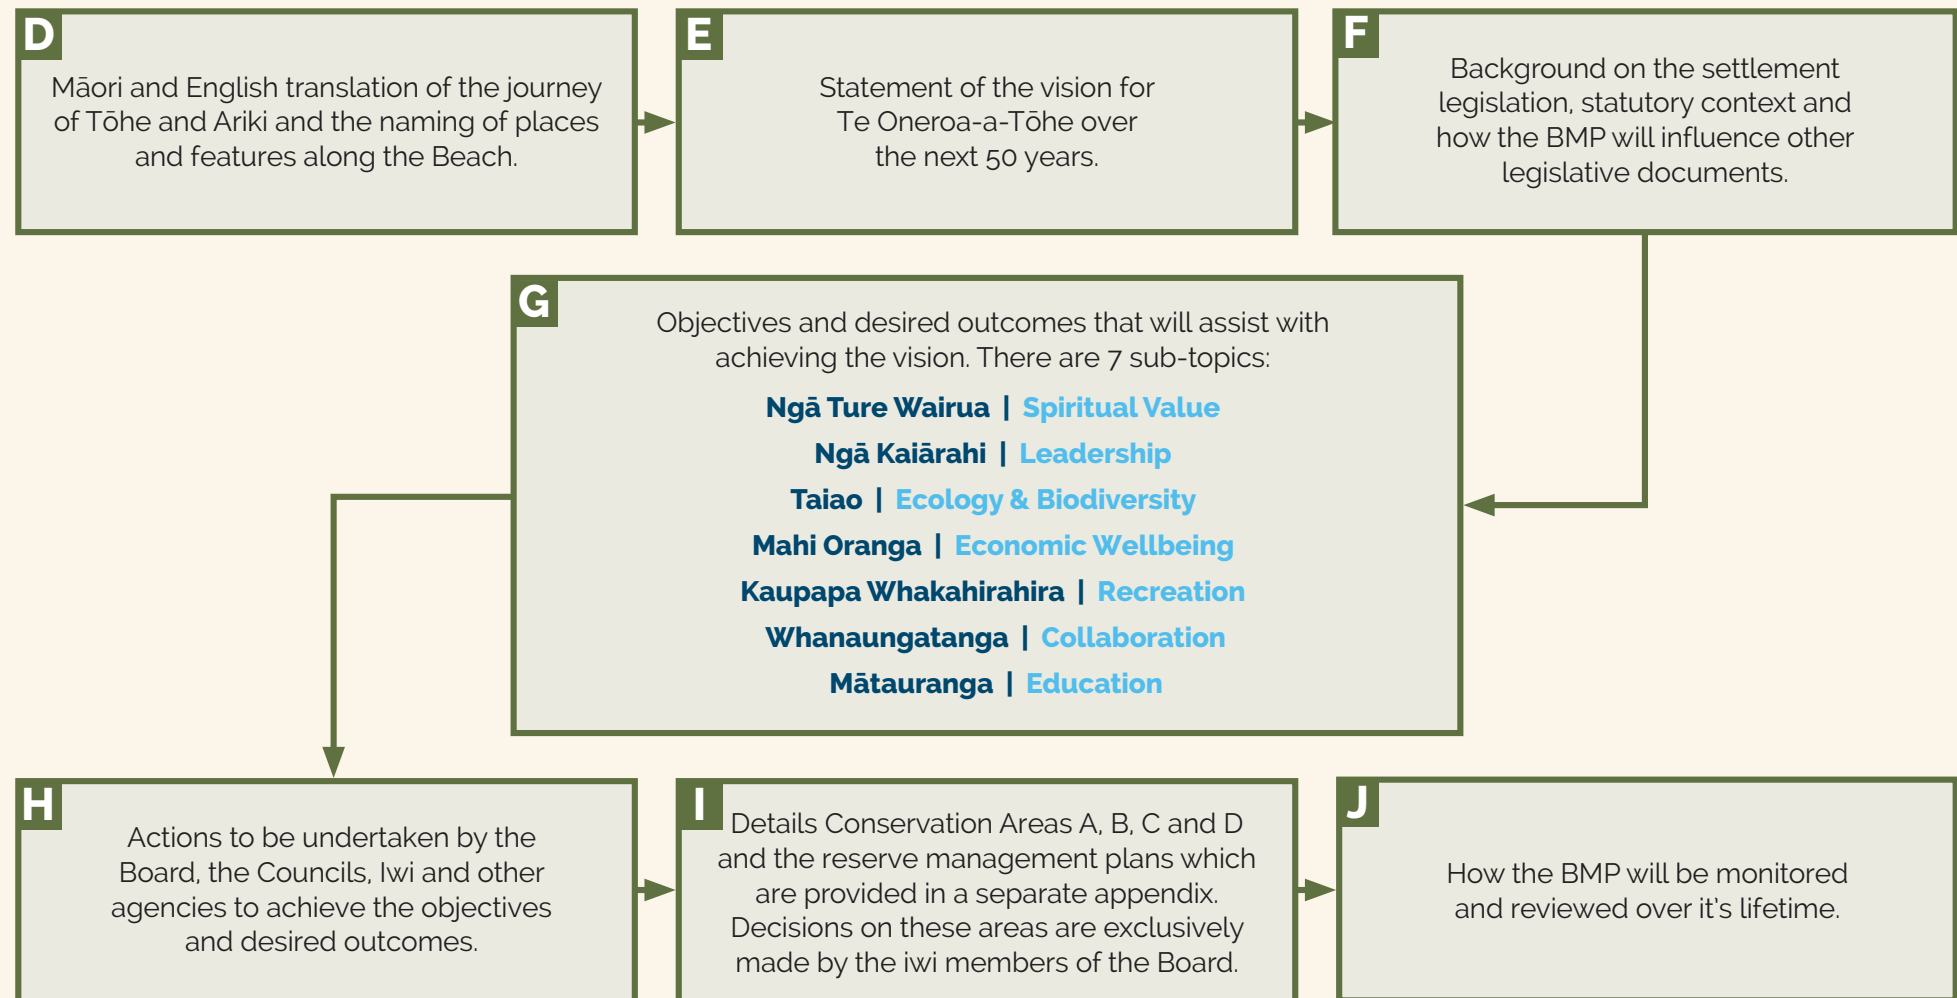 D
Māori and English translation of the journey
of Tōhe and Ariki and the naming of places
and features along the Beach.
E
Statement of the vision for
Te Oneroa-a-Tōhe over
the next 50 years.
F
Background on the settlement
legislation, statutory context and
how the BMP will influence other
legislative documents.
G
Objectives and desired outcomes that will assist with
achieving the vision. There are 7 sub-topics:
Ngā Ture Wairua | Spiritual Value
Ngā Kaiārahi | Leadership
Taiao | Ecology & Biodiversity
Mahi Oranga | Economic Wellbeing
Kaupapa Whakahirahira | Recreation
Whanaungatanga | Collaboration
Mātauranga | Education
H
Actions to be undertaken by the
Board, the Councils, Iwi and other
agencies to achieve the objectives
and desired outcomes.
I
Details Conservation Areas A, B, C and D
and the reserve management plans which
are provided in a separate appendix.
Decisions on these areas are exclusively
made by the iwi members of the Board.
J
How the BMP will be monitored
and reviewed over it's lifetime.